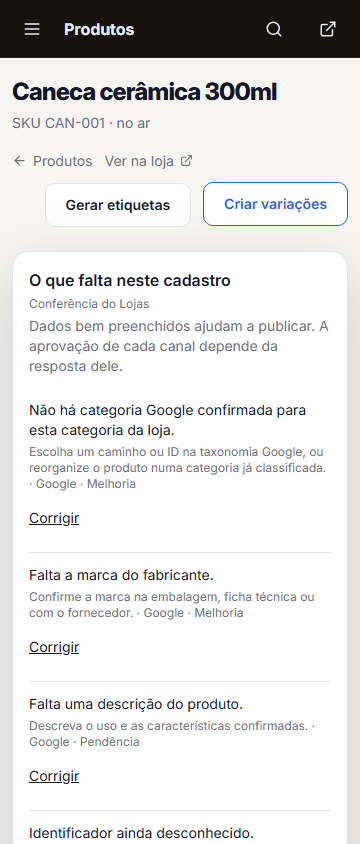 Produtos
Caneca cerâmica 300ml
SKU CAN-001 · no ar
Produtos Ver na loja
Gerar etiquetas Criar variações
O que falta neste cadastro
Conferência do Lojas
Dados bem preenchidos ajudam a publicar. A
aprovação de cada canal depende da
resposta dele.
Não há categoria Google confirmada para
esta categoria da loja.
Escolha um caminho ou ID na taxonomia Google, ou
reorganize o produto numa categoria já classificada.
· Google · Melhoria
Corrigir
Falta a marca do fabricante.
Confirme a marca na embalagem, ficha técnica ou
com o fornecedor. · Google · Melhoria
Corrigir
Falta uma descrição do produto.
Descreva o uso e as características confirmadas. ·
Google · Pendência
Corrigir
Identificador ainda desconhecido.